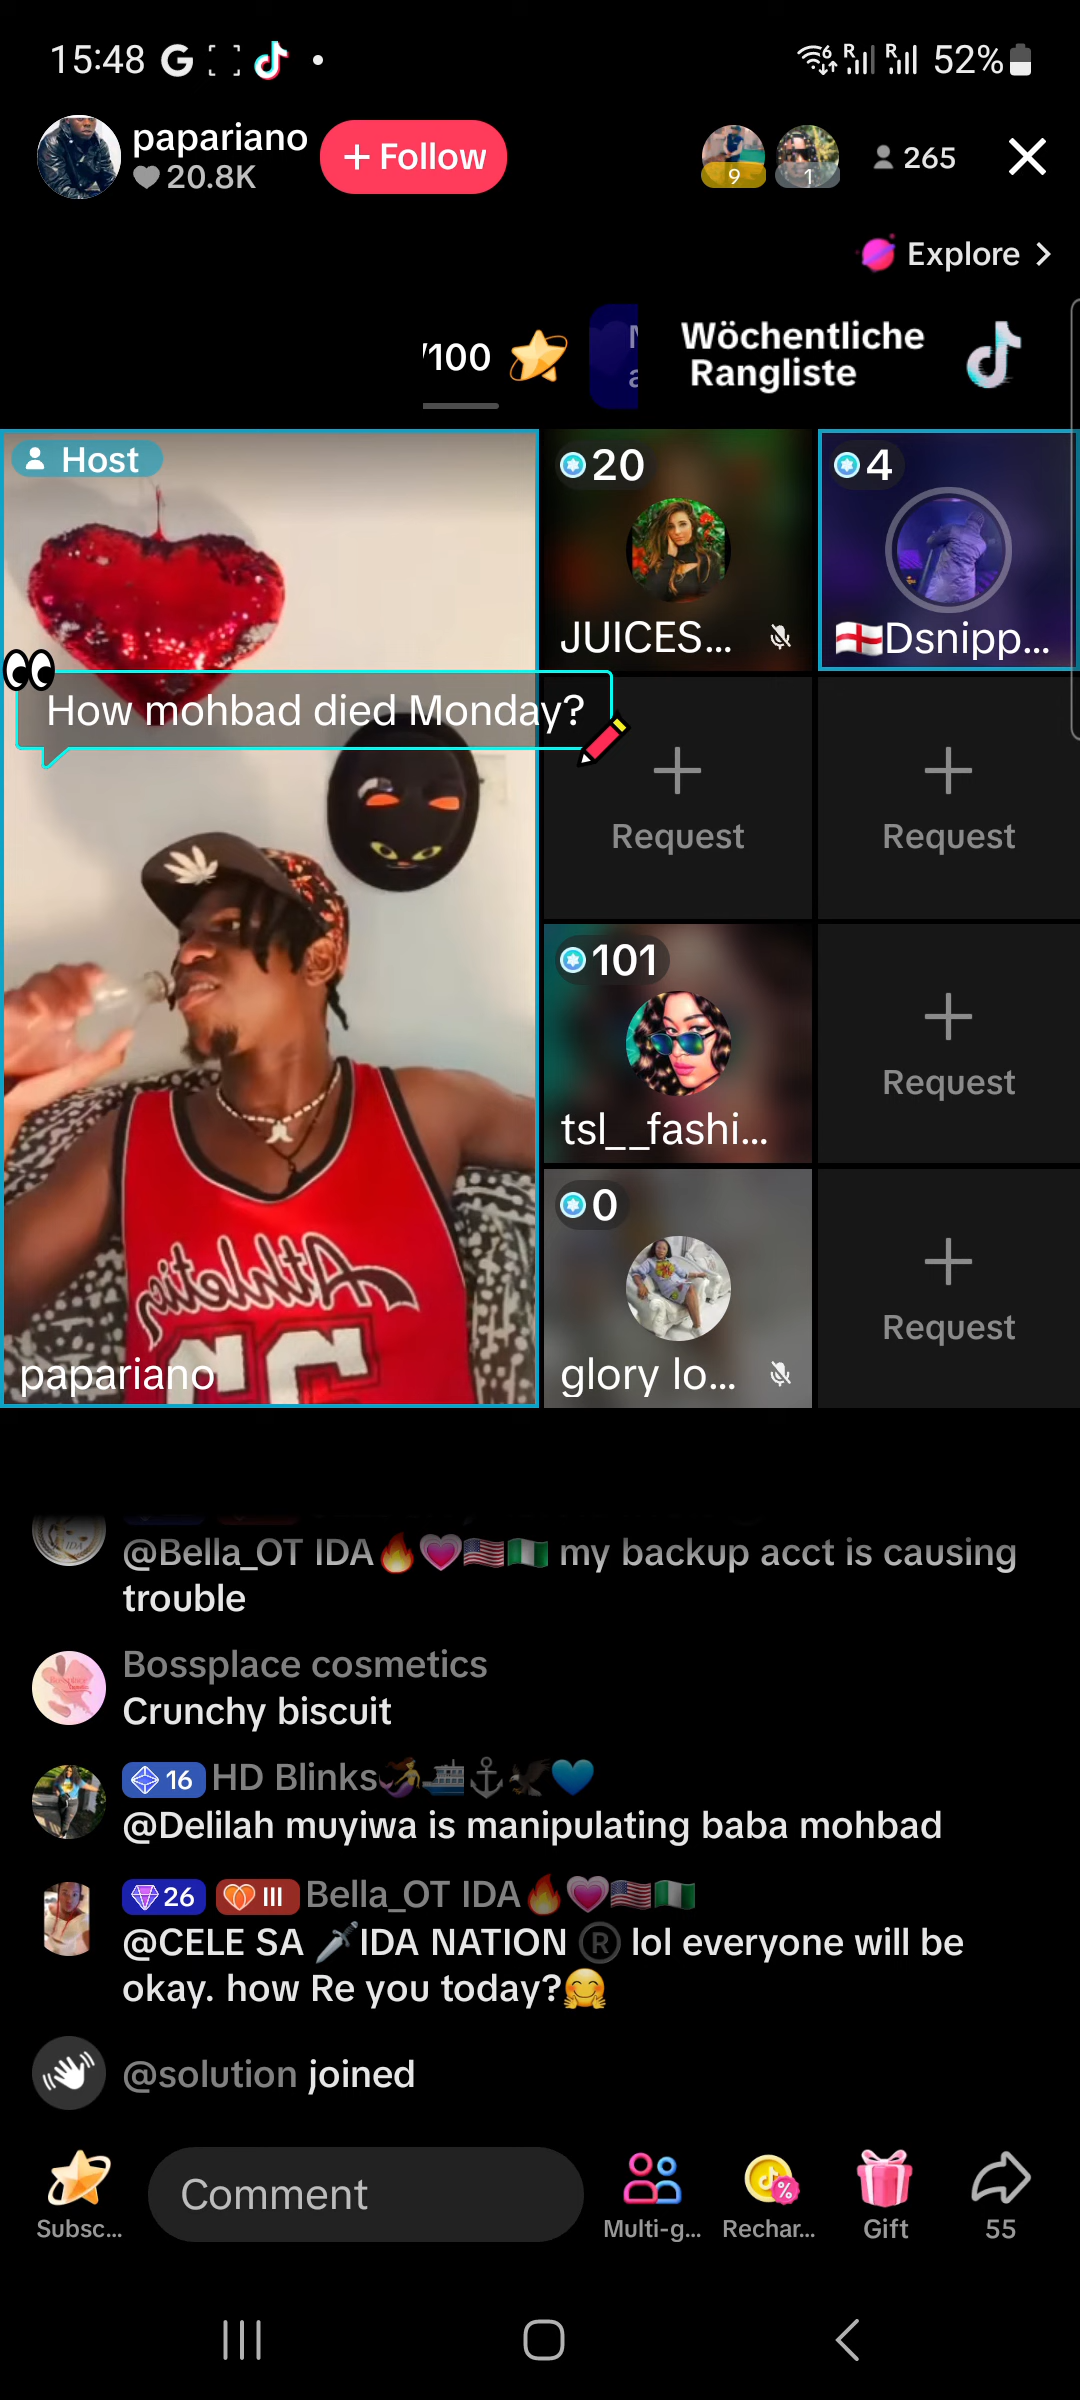 15:48
52%
papariano
20.8K
+ Follow
9
1
265
Explore
/100
Wöchentliche
Rangliste
Host
20
4
JUICES...
🏴󠁧󠁢󠁥󠁮󠁧󠁿Dsnipp...
How mohbad died Monday?
Request
Request
101
tsl__fashi...
Request
Athletic
0
glory lo...
Request
papariano
@Bella_OT IDA🔥💗🇺🇸🇳🇬 my backup acct is causing
trouble
Bossplace cosmetics
Crunchy biscuit
16 HD Blinks🧜‍♀️⛴️⚓🦅💙
@Delilah muyiwa is manipulating baba mohbad
26 III Bella_OT IDA🔥💗🇺🇸🇳🇬
@CELE SA 🗡️IDA NATION ®️ lol everyone will be
okay. how Re you today?🤗
@solution joined
Comment
Subsc...
Multi-g...
Rechar...
Gift
55